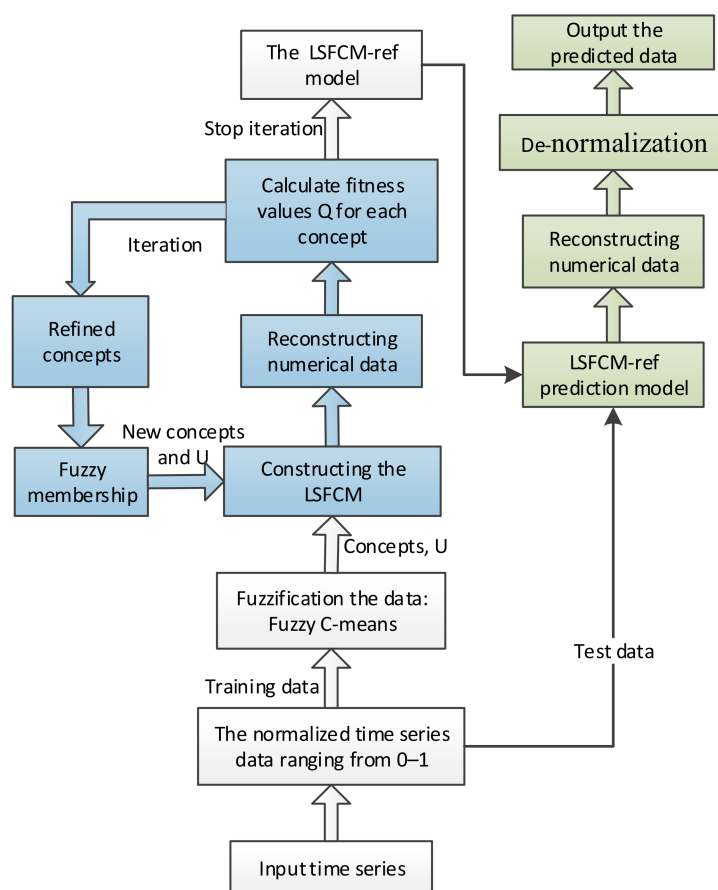 The LSFCM-ref
model
Output the
predicted data
Stop iteration
De-normalization
Calculate fitness
values Q for each
concept
Iteration
Reconstructing
numerical data
Refined
concepts
Reconstructing
numerical data
LSFCM-ref
prediction model
New concepts
and U
Fuzzy
membership
Constructing the
LSFCM
Concepts, U
Fuzzification the data:
Fuzzy C-means
Test data
Training data
The normalized time series
data ranging from 0–1
Input time series